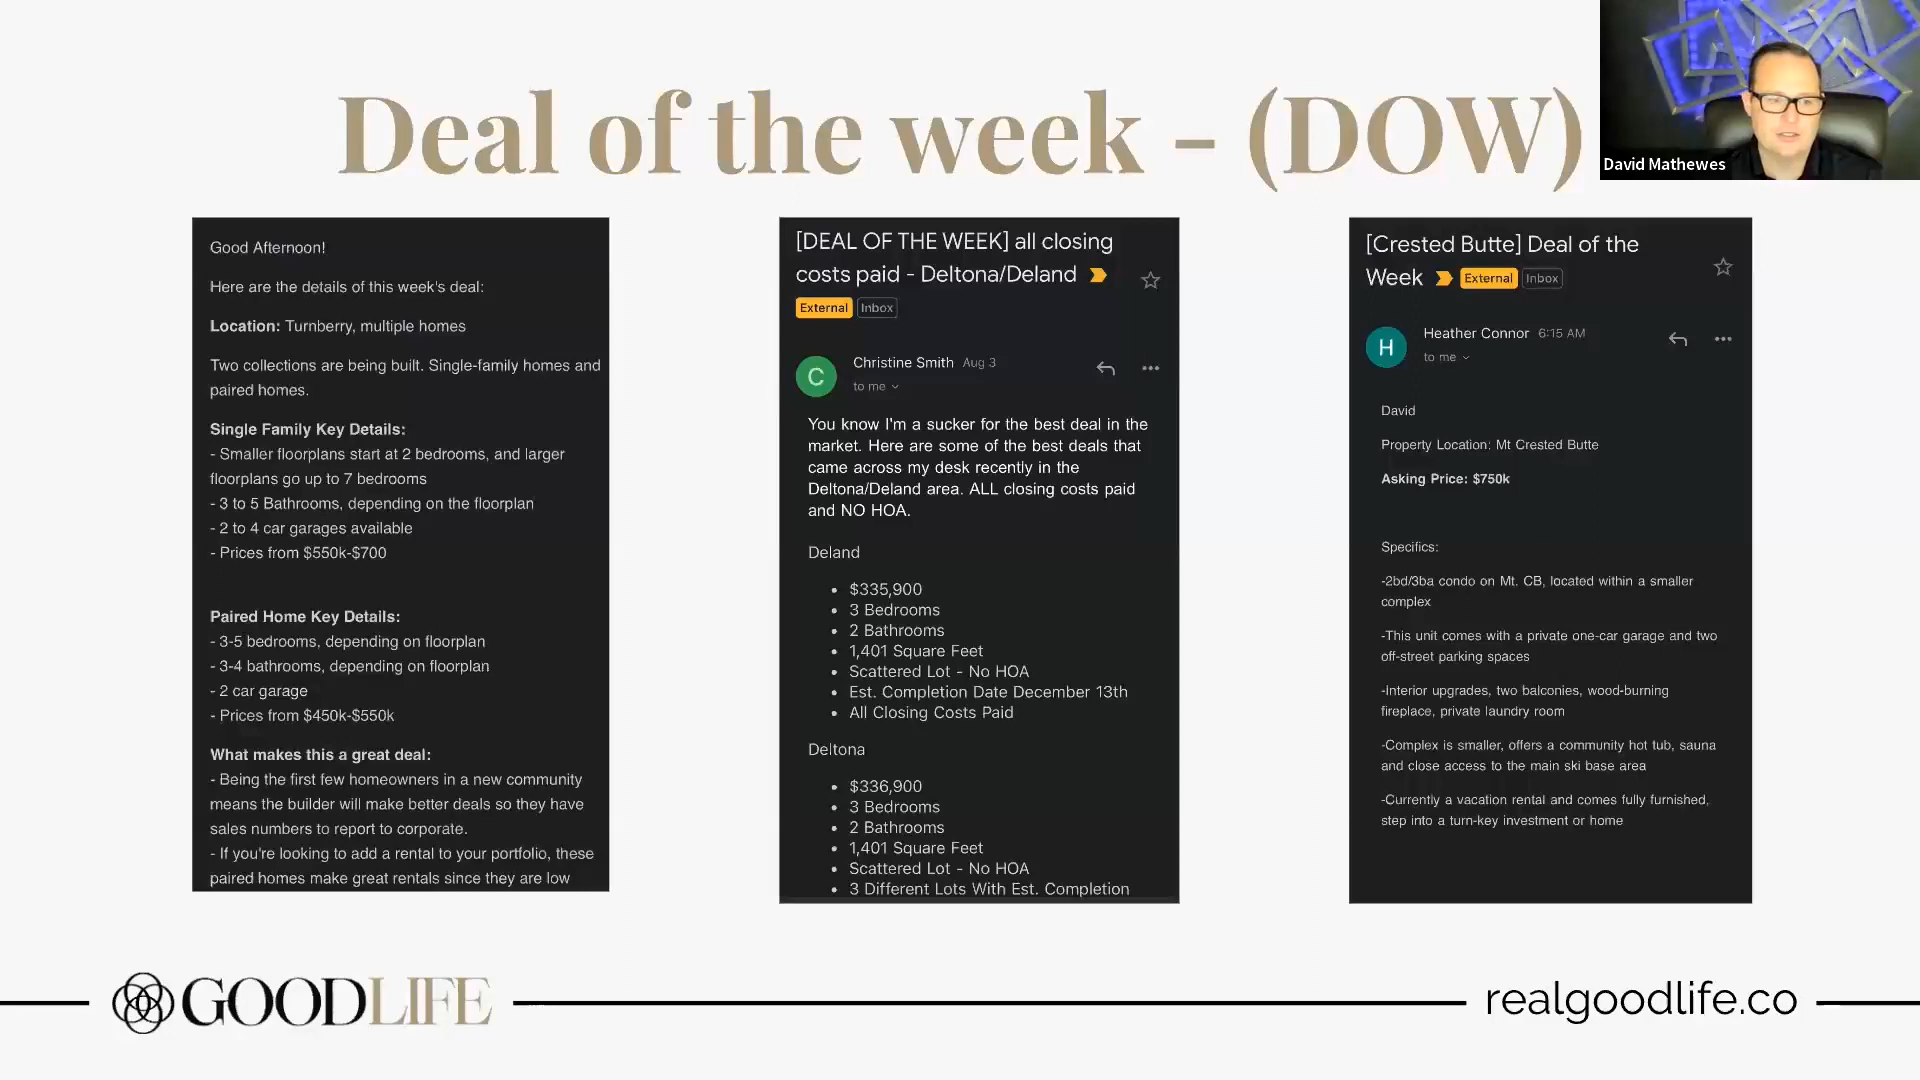 Deal of the week - (DOW)
David Mathewes
Good Afternoon!
Here are the details of this week's deal:
Location: Turnberry, multiple homes
Two collections are being built. Single-family homes and
paired homes.
Single Family Key Details:
- Smaller floorplans start at 2 bedrooms, and larger
floorplans go up to 7 bedrooms
- 3 to 5 Bathrooms, depending on the floorplan
- 2 to 4 car garages available
- Prices from $550k-$700
Paired Home Key Details:
- 3-5 bedrooms, depending on floorplan
- 3-4 bathrooms, depending on floorplan
- 2 car garage
- Prices from $450k-$550k
What makes this a great deal:
- Being the first few homeowners in a new community
means the builder will make better deals so they have
sales numbers to report to corporate.
- If you're looking to add a rental to your portfolio, these
paired homes make great rentals since they are low
[DEAL OF THE WEEK] all closing
costs paid - Deltona/Deland
External Inbox
C
Christine Smith Aug 3
to me
You know I'm a sucker for the best deal in the
market. Here are some of the best deals that
came across my desk recently in the
Deltona/Deland area. ALL closing costs paid
and NO HOA.
Deland
• $335,900
• 3 Bedrooms
• 2 Bathrooms
• 1,401 Square Feet
• Scattered Lot - No HOA
• Est. Completion Date December 13th
• All Closing Costs Paid
Deltona
• $336,900
• 3 Bedrooms
• 2 Bathrooms
• 1,401 Square Feet
• Scattered Lot - No HOA
• 3 Different Lots With Est. Completion
[Crested Butte] Deal of the
Week External Inbox
H
Heather Connor 6:15 AM
to me
David
Property Location: Mt Crested Butte
Asking Price: $750k
Specifics:
-2bd/3ba condo on Mt. CB, located within a smaller
complex
-This unit comes with a private one-car garage and two
off-street parking spaces
-Interior upgrades, two balconies, wood-burning
fireplace, private laundry room
-Complex is smaller, offers a community hot tub, sauna
and close access to the main ski base area
-Currently a vacation rental and comes fully furnished,
step into a turn-key investment or home
GOODLIFE
realgoodlife.co